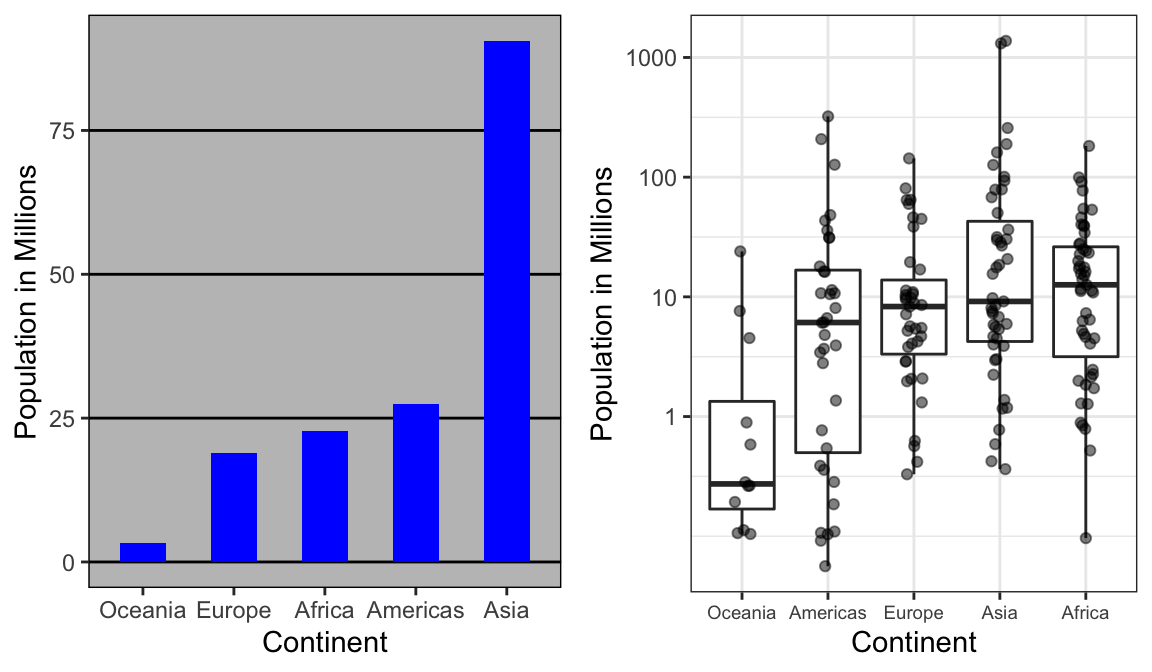 Population in Millions
75
50
25
0
Oceania Europe Africa Americas Asia
Continent
Population in Millions
1000
100
10
1
Oceania Americas Europe Asia Africa
Continent